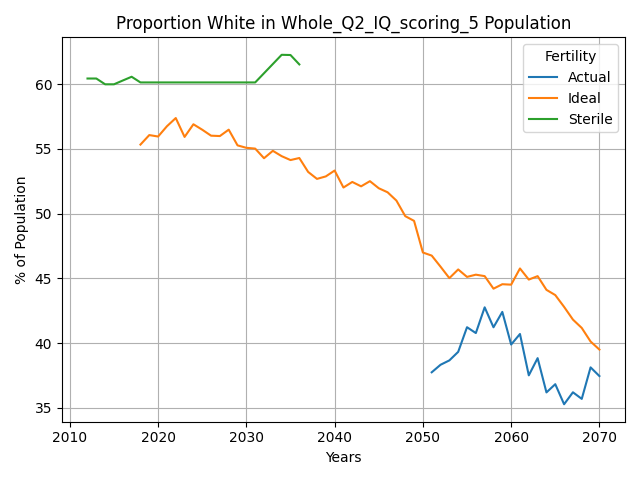 Proportion White in Whole_Q2_IQ_scoring_5 Population
Fertility
Actual
Ideal
Sterile
% of Population
60
55
50
45
40
35
2010 2020 2030 2040 2050 2060 2070
Years